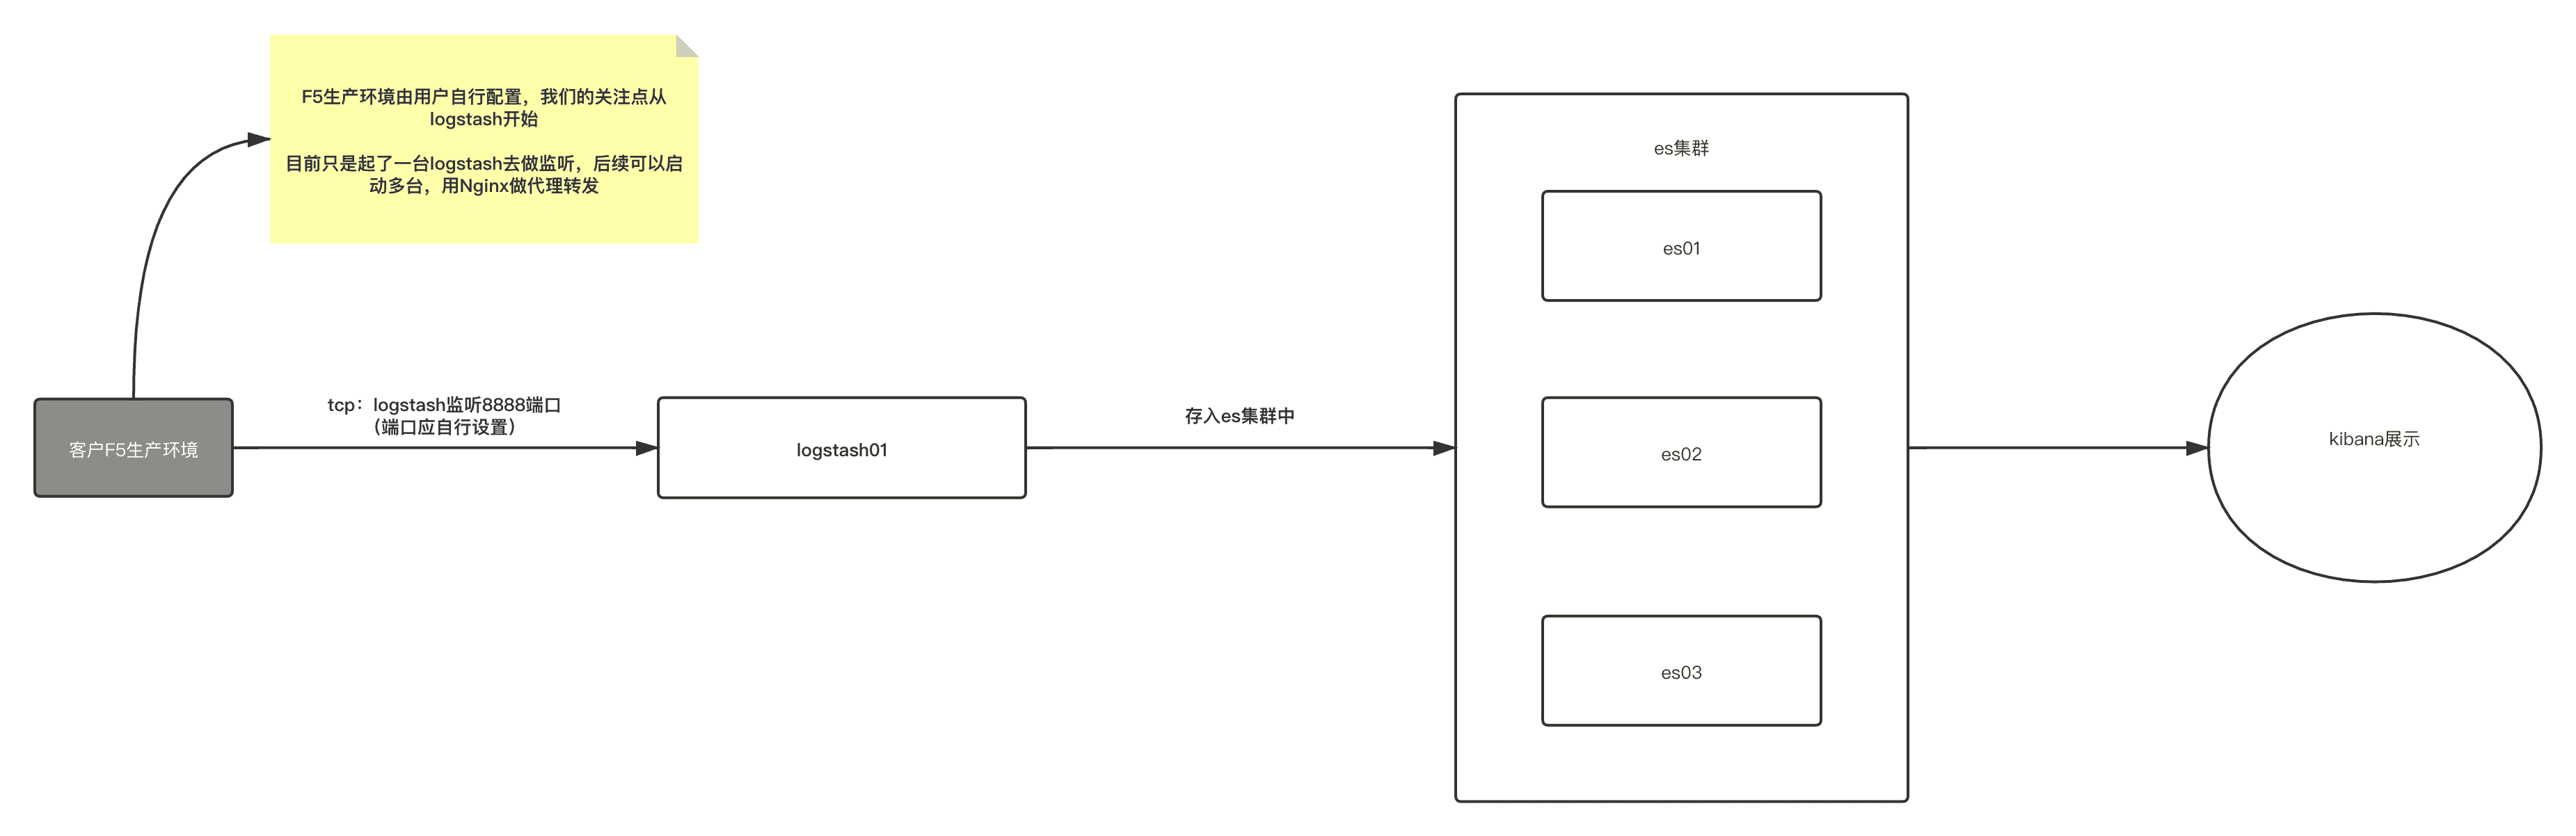 F5生产环境由用户自行配置，我们的关注点从
logstash开始
目前只是起了一台logstash去做监听，后续可以启
动多台，用Nginx做代理转发
客户F5生产环境
tcp：logstash监听8888端口
（端口应自行设置）
logstash01
存入es集群中
es集群
es01
es02
es03
kibana展示